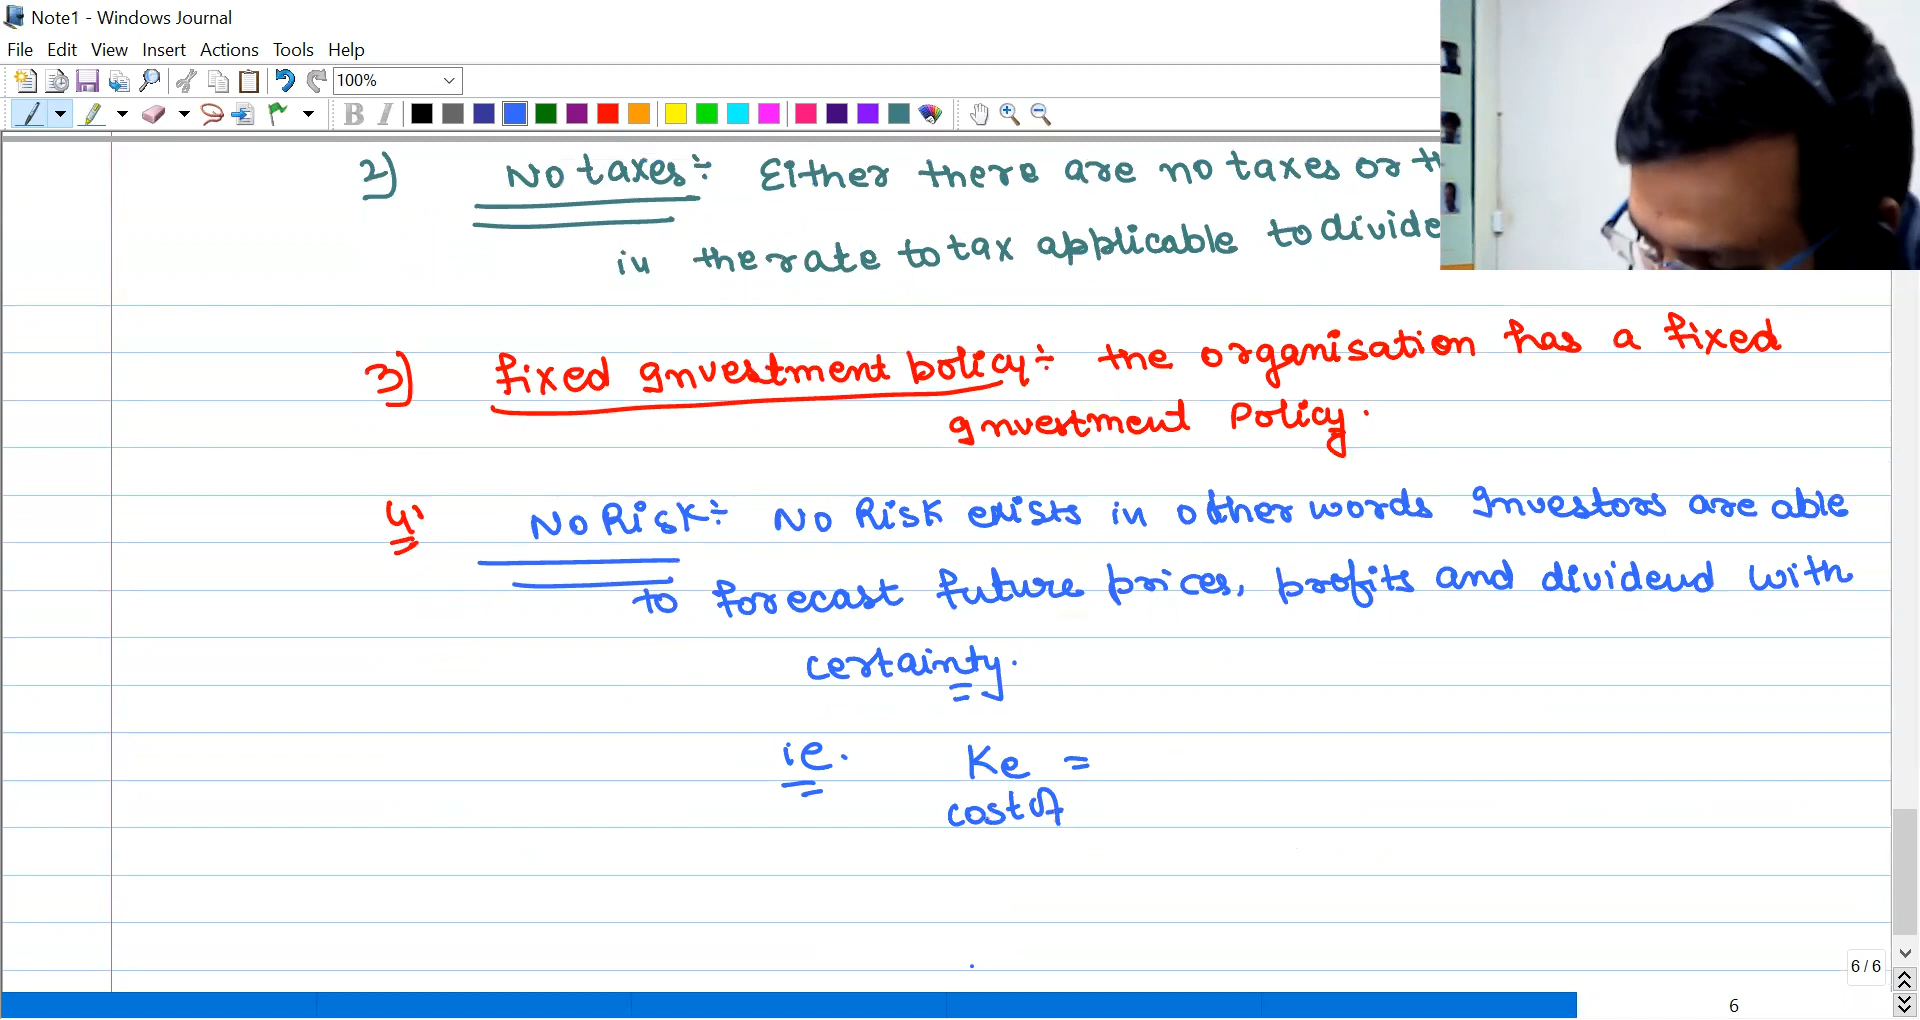 Note1 - Windows Journal
File Edit View Insert Actions Tools Help
100%
B I
2) No taxes÷ Either there are no taxes or
in the rate to tax applicable to divide
3) fixed investment policy÷ the organisation has a fixed
investment Policy.
4) No Risk÷ No Risk exists in other words Investors are able
to forecast future prices, profits and dividend with
certainty.
ie. Ke =
cost of
6 / 6
6